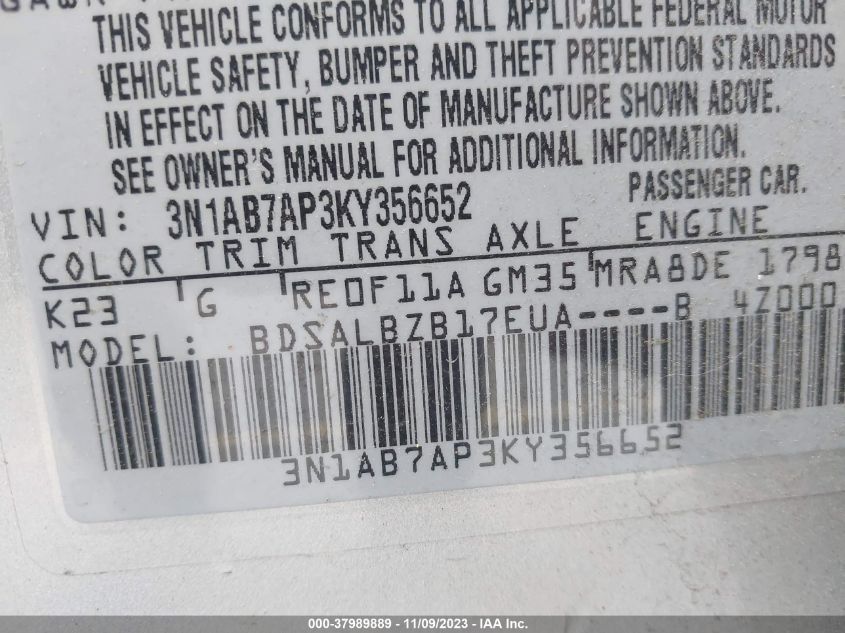 THIS VEHICLE CONFORMS TO ALL APPLICABLE FEDERAL MOTOR
VEHICLE SAFETY, BUMPER AND THEFT PREVENTION STANDARDS
IN EFFECT ON THE DATE OF MANUFACTURE SHOWN ABOVE.
SEE OWNER'S MANUAL FOR ADDITIONAL INFORMATION.
PASSENGER CAR.
VIN: 3N1AB7AP3KY356652
COLOR TRIM TRANS AXLE ENGINE
K23 G RE0F11A GM35 MRA8DE 1798
MODEL: BDSALBZB17EUA----B 4Z000
3N1AB7AP3KY356652
000-37989889 - 11/09/2023 - IAA Inc.